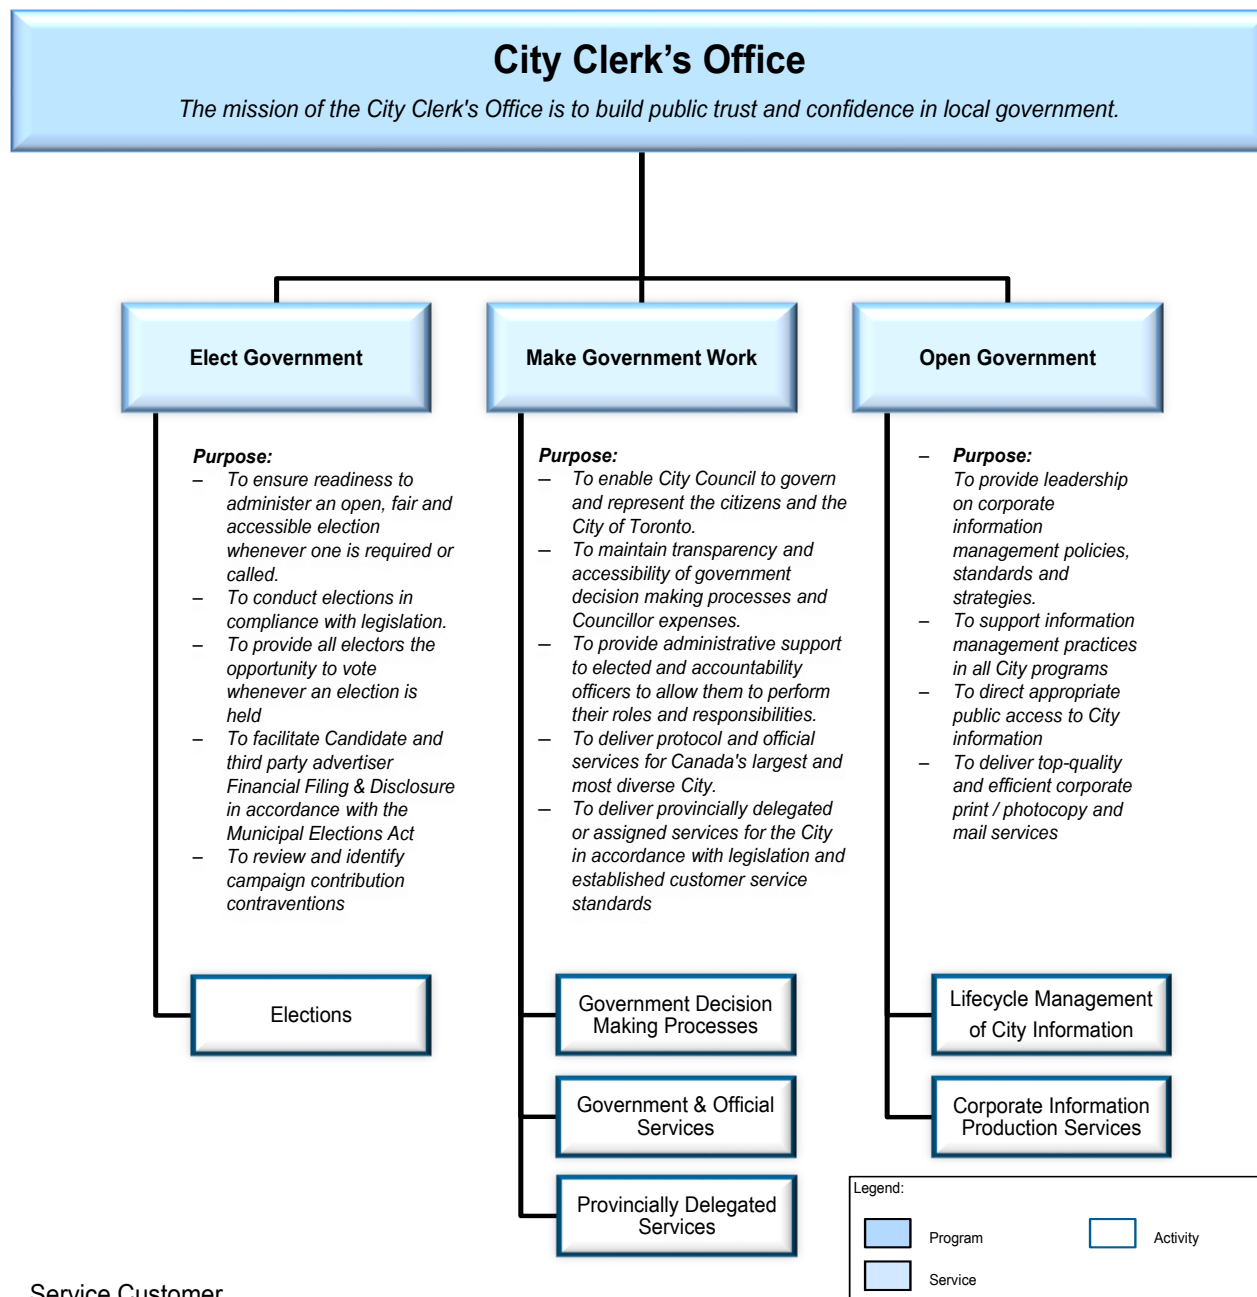 City Clerk's Office
The mission of the City Clerk's Office is to build public trust and confidence in local government.
Elect Government
Purpose:
– To ensure readiness to
administer an open, fair and
accessible election
whenever one is required or
called.
– To conduct elections in
compliance with legislation.
– To provide all electors the
opportunity to vote
whenever an election is
held
– To facilitate Candidate and
third party advertiser
Financial Filing & Disclosure
in accordance with the
Municipal Elections Act
– To review and identify
campaign contribution
contraventions
Elections
Make Government Work
Purpose:
– To enable City Council to govern
and represent the citizens and the
City of Toronto.
– To maintain transparency and
accessibility of government
decision making processes and
Councillor expenses.
– To provide administrative support
to elected and accountability
officers to allow them to perform
their roles and responsibilities.
– To deliver protocol and official
services for Canada's largest and
most diverse City.
– To deliver provincially delegated
or assigned services for the City
in accordance with legislation and
established customer service
standards
Government Decision
Making Processes
Government & Official
Services
Provincially Delegated
Services
Open Government
– Purpose:
To provide leadership
on corporate
information
management policies,
standards and
strategies.
– To support information
management practices
in all City programs
– To direct appropriate
public access to City
information
– To deliver top-quality
and efficient corporate
print / photocopy and
mail services
Lifecycle Management
of City Information
Corporate Information
Production Services
Legend:
Program
Activity
Service
Service Customer